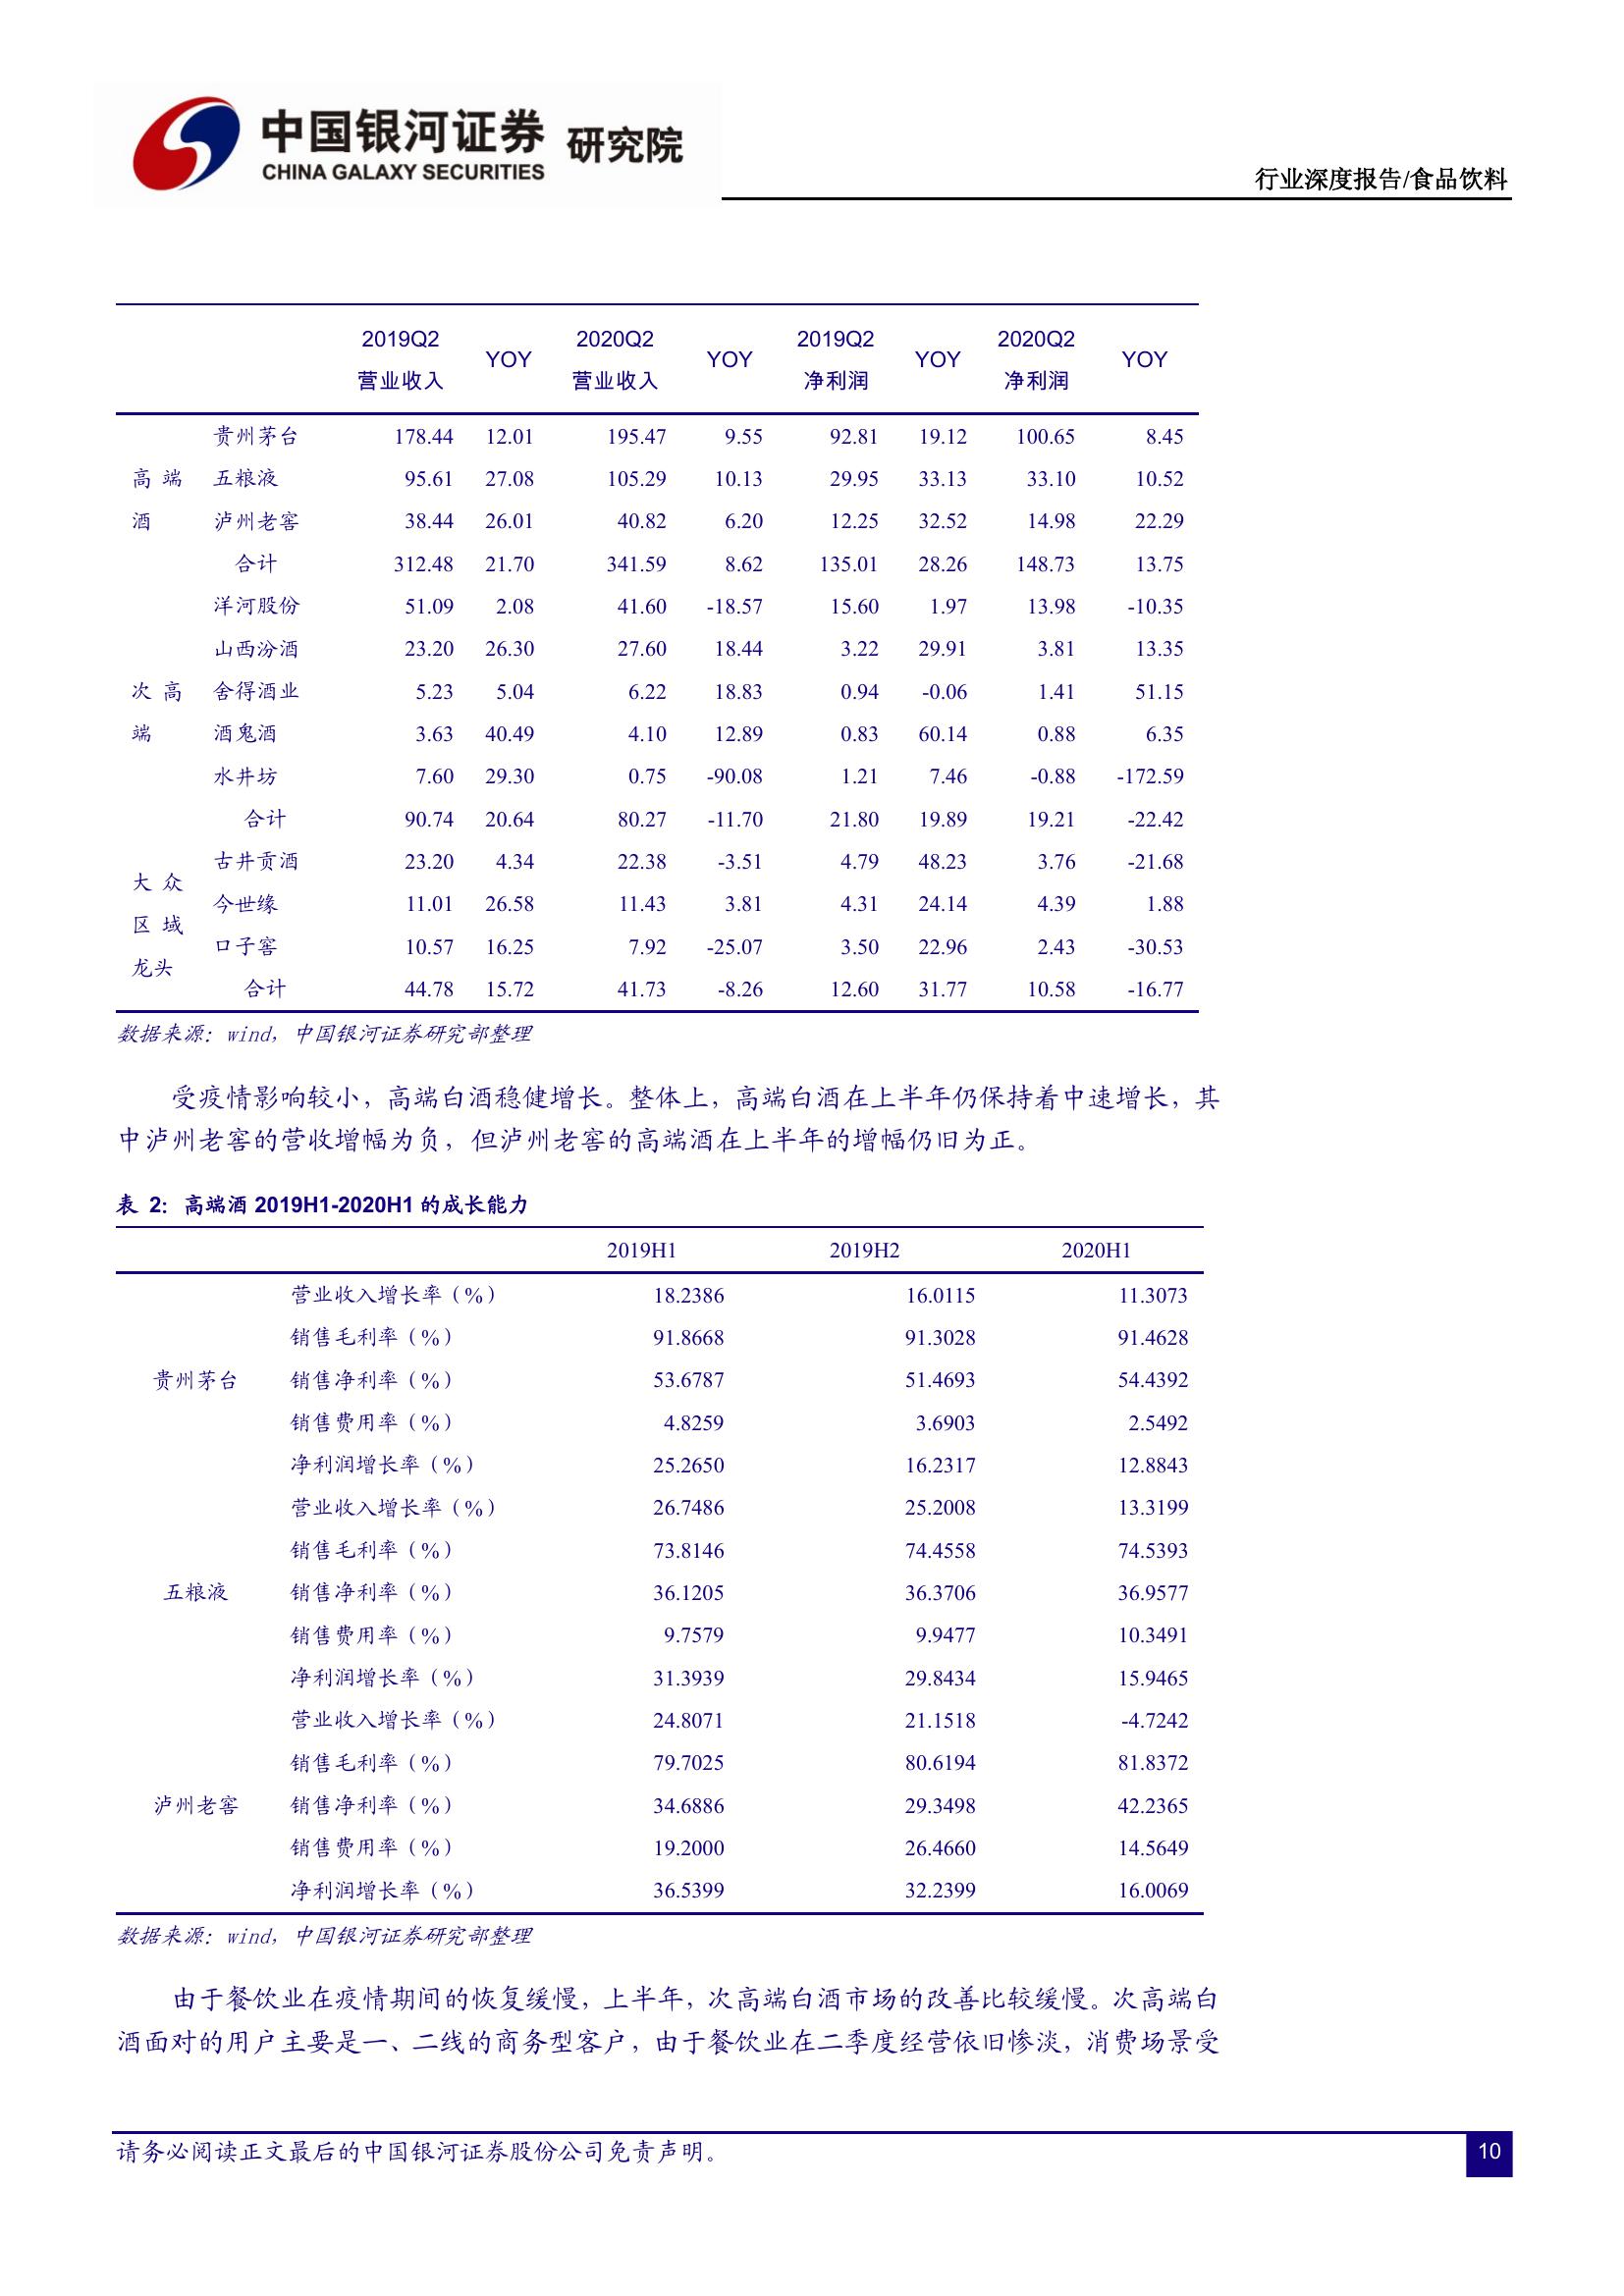 中国银河证券 研究院
CHINA GALAXY SECURITIES
行业深度报告/食品饮料
2019Q2 营业收入 YOY 2020Q2 营业收入 YOY 2019Q2 净利润 YOY 2020Q2 净利润 YOY
贵州茅台 178.44 12.01 195.47 9.55 92.81 19.12 100.65 8.45
高端 五粮液 95.61 27.08 105.29 10.13 29.95 33.13 33.10 10.52
酒 泸州老窖 38.44 26.01 40.82 6.20 12.25 32.52 14.98 22.29
合计 312.48 21.70 341.59 8.62 135.01 28.26 148.73 13.75
洋河股份 51.09 2.08 41.60 -18.57 15.60 1.97 13.98 -10.35
山西汾酒 23.20 26.30 27.60 18.44 3.22 29.91 3.81 13.35
次高 舍得酒业 5.23 5.04 6.22 18.83 0.94 -0.06 1.41 51.15
端 酒鬼酒 3.63 40.49 4.10 12.89 0.83 60.14 0.88 6.35
水井坊 7.60 29.30 0.75 -90.08 1.21 7.46 -0.88 -172.59
合计 90.74 20.64 80.27 -11.70 21.80 19.89 19.21 -22.42
古井贡酒 23.20 4.34 22.38 -3.51 4.79 48.23 3.76 -21.68
大众
今世缘 11.01 26.58 11.43 3.81 4.31 24.14 4.39 1.88
区域
口子窖 10.57 16.25 7.92 -25.07 3.50 22.96 2.43 -30.53
龙头
合计 44.78 15.72 41.73 -8.26 12.60 31.77 10.58 -16.77
数据来源：wind，中国银河证券研究部整理
受疫情影响较小，高端白酒稳健增长。整体上，高端白酒在上半年仍保持着中速增长，其
中泸州老窖的营收增幅为负，但泸州老窖的高端酒在上半年的增幅仍旧为正。
表 2：高端酒 2019H1-2020H1 的成长能力
2019H1 2019H2 2020H1
营业收入增长率（%） 18.2386 16.0115 11.3073
销售毛利率（%） 91.8668 91.3028 91.4628
贵州茅台 销售净利率（%） 53.6787 51.4693 54.4392
销售费用率（%） 4.8259 3.6903 2.5492
净利润增长率（%） 25.2650 16.2317 12.8843
营业收入增长率（%） 26.7486 25.2008 13.3199
销售毛利率（%） 73.8146 74.4558 74.5393
五粮液 销售净利率（%） 36.1205 36.3706 36.9577
销售费用率（%） 9.7579 9.9477 10.3491
净利润增长率（%） 31.3939 29.8434 15.9465
营业收入增长率（%） 24.8071 21.1518 -4.7242
销售毛利率（%） 79.7025 80.6194 81.8372
泸州老窖 销售净利率（%） 34.6886 29.3498 42.2365
销售费用率（%） 19.2000 26.4660 14.5649
净利润增长率（%） 36.5399 32.2399 16.0069
数据来源：wind，中国银河证券研究部整理
由于餐饮业在疫情期间的恢复缓慢，上半年，次高端白酒市场的改善比较缓慢。次高端白
酒面对的用户主要是一、二线的商务型客户，由于餐饮业在二季度经营依旧惨淡，消费场景受
请务必阅读正文最后的中国银河证券股份公司免责声明。 10